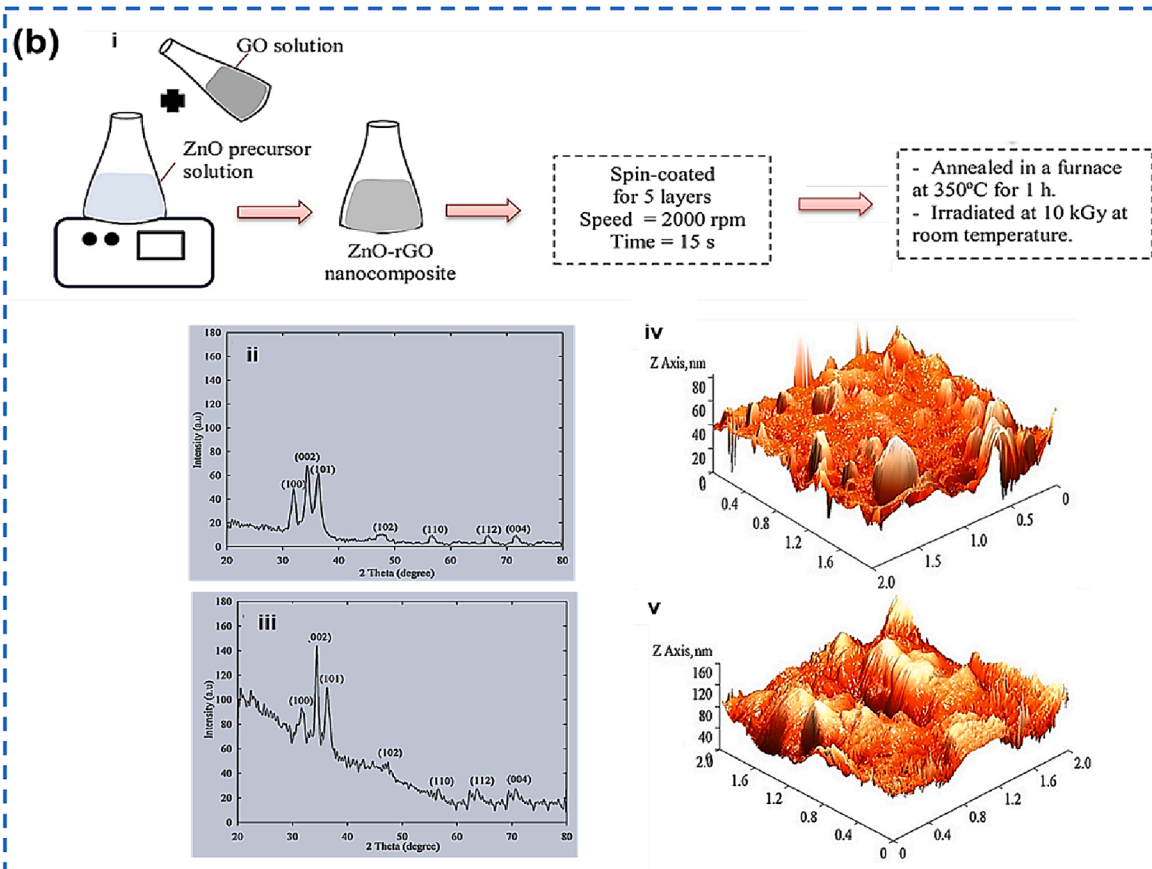 (b)
i
GO solution
ZnO precursor
solution
ZnO-rGO
nanocomposite
Spin-coated
for 5 layers
Speed = 2000 rpm
Time = 15 s
- Annealed in a furnace
at 350ºC for 1 h.
- Irradiated at 10 kGy at
room temperature.
ii
180
160
140
120
100
80
60
40
20
0
Intensity (a.u)
(100)
(002)
(101)
(102)
(110)
(112)
(004)
20 30 40 50 60 70 80
2 Theta (degree)
iii
180
160
140
120
100
80
60
40
20
0
Intensity (a.u)
(100)
(002)
(101)
(102)
(110)
(112)
(004)
20 30 40 50 60 70 80
2 Theta (degree)
iv
Z Axis,nm
80
60
40
20
0
0.4
0.8
1.2
1.6
2.0
1.5
1.0
0.5
0
v
Z Axis,nm
160
120
80
40
0
2.0
1.6
1.2
0.8
0.4
0 0
0.4
0.8
1.2
1.6
2.0